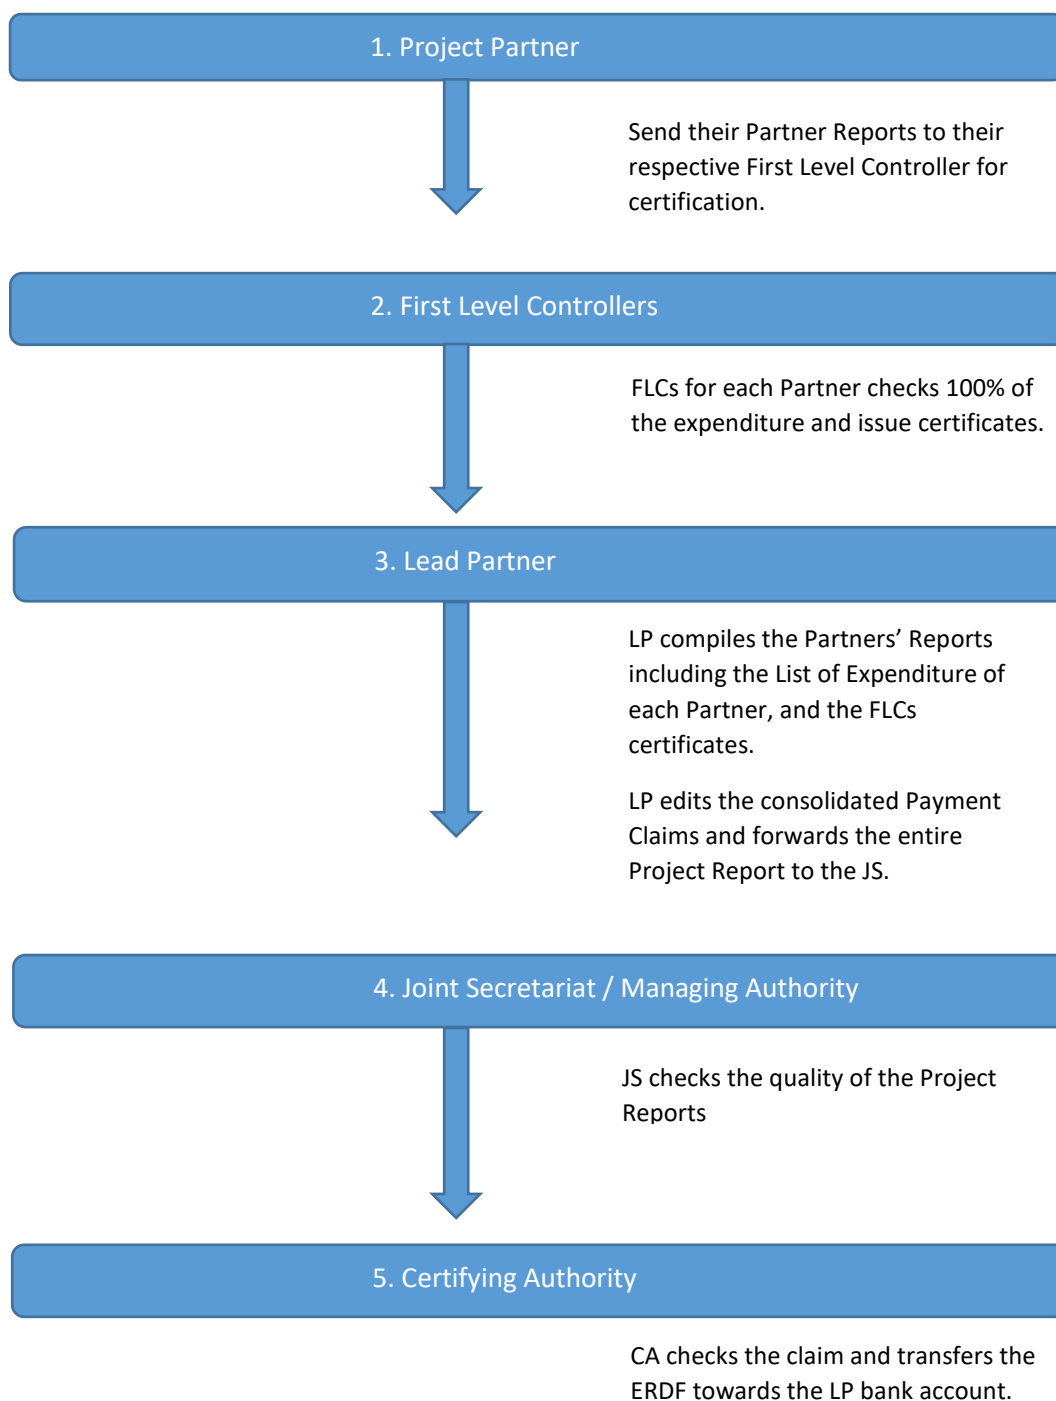 1. Project Partner
Send their Partner Reports to their
respective First Level Controller for
certification.
2. First Level Controllers
FLCs for each Partner checks 100% of
the expenditure and issue certificates.
3. Lead Partner
LP compiles the Partners’ Reports
including the List of Expenditure of
each Partner, and the FLCs
certificates.
LP edits the consolidated Payment
Claims and forwards the entire
Project Report to the JS.
4. Joint Secretariat / Managing Authority
JS checks the quality of the Project
Reports
5. Certifying Authority
CA checks the claim and transfers the
ERDF towards the LP bank account.